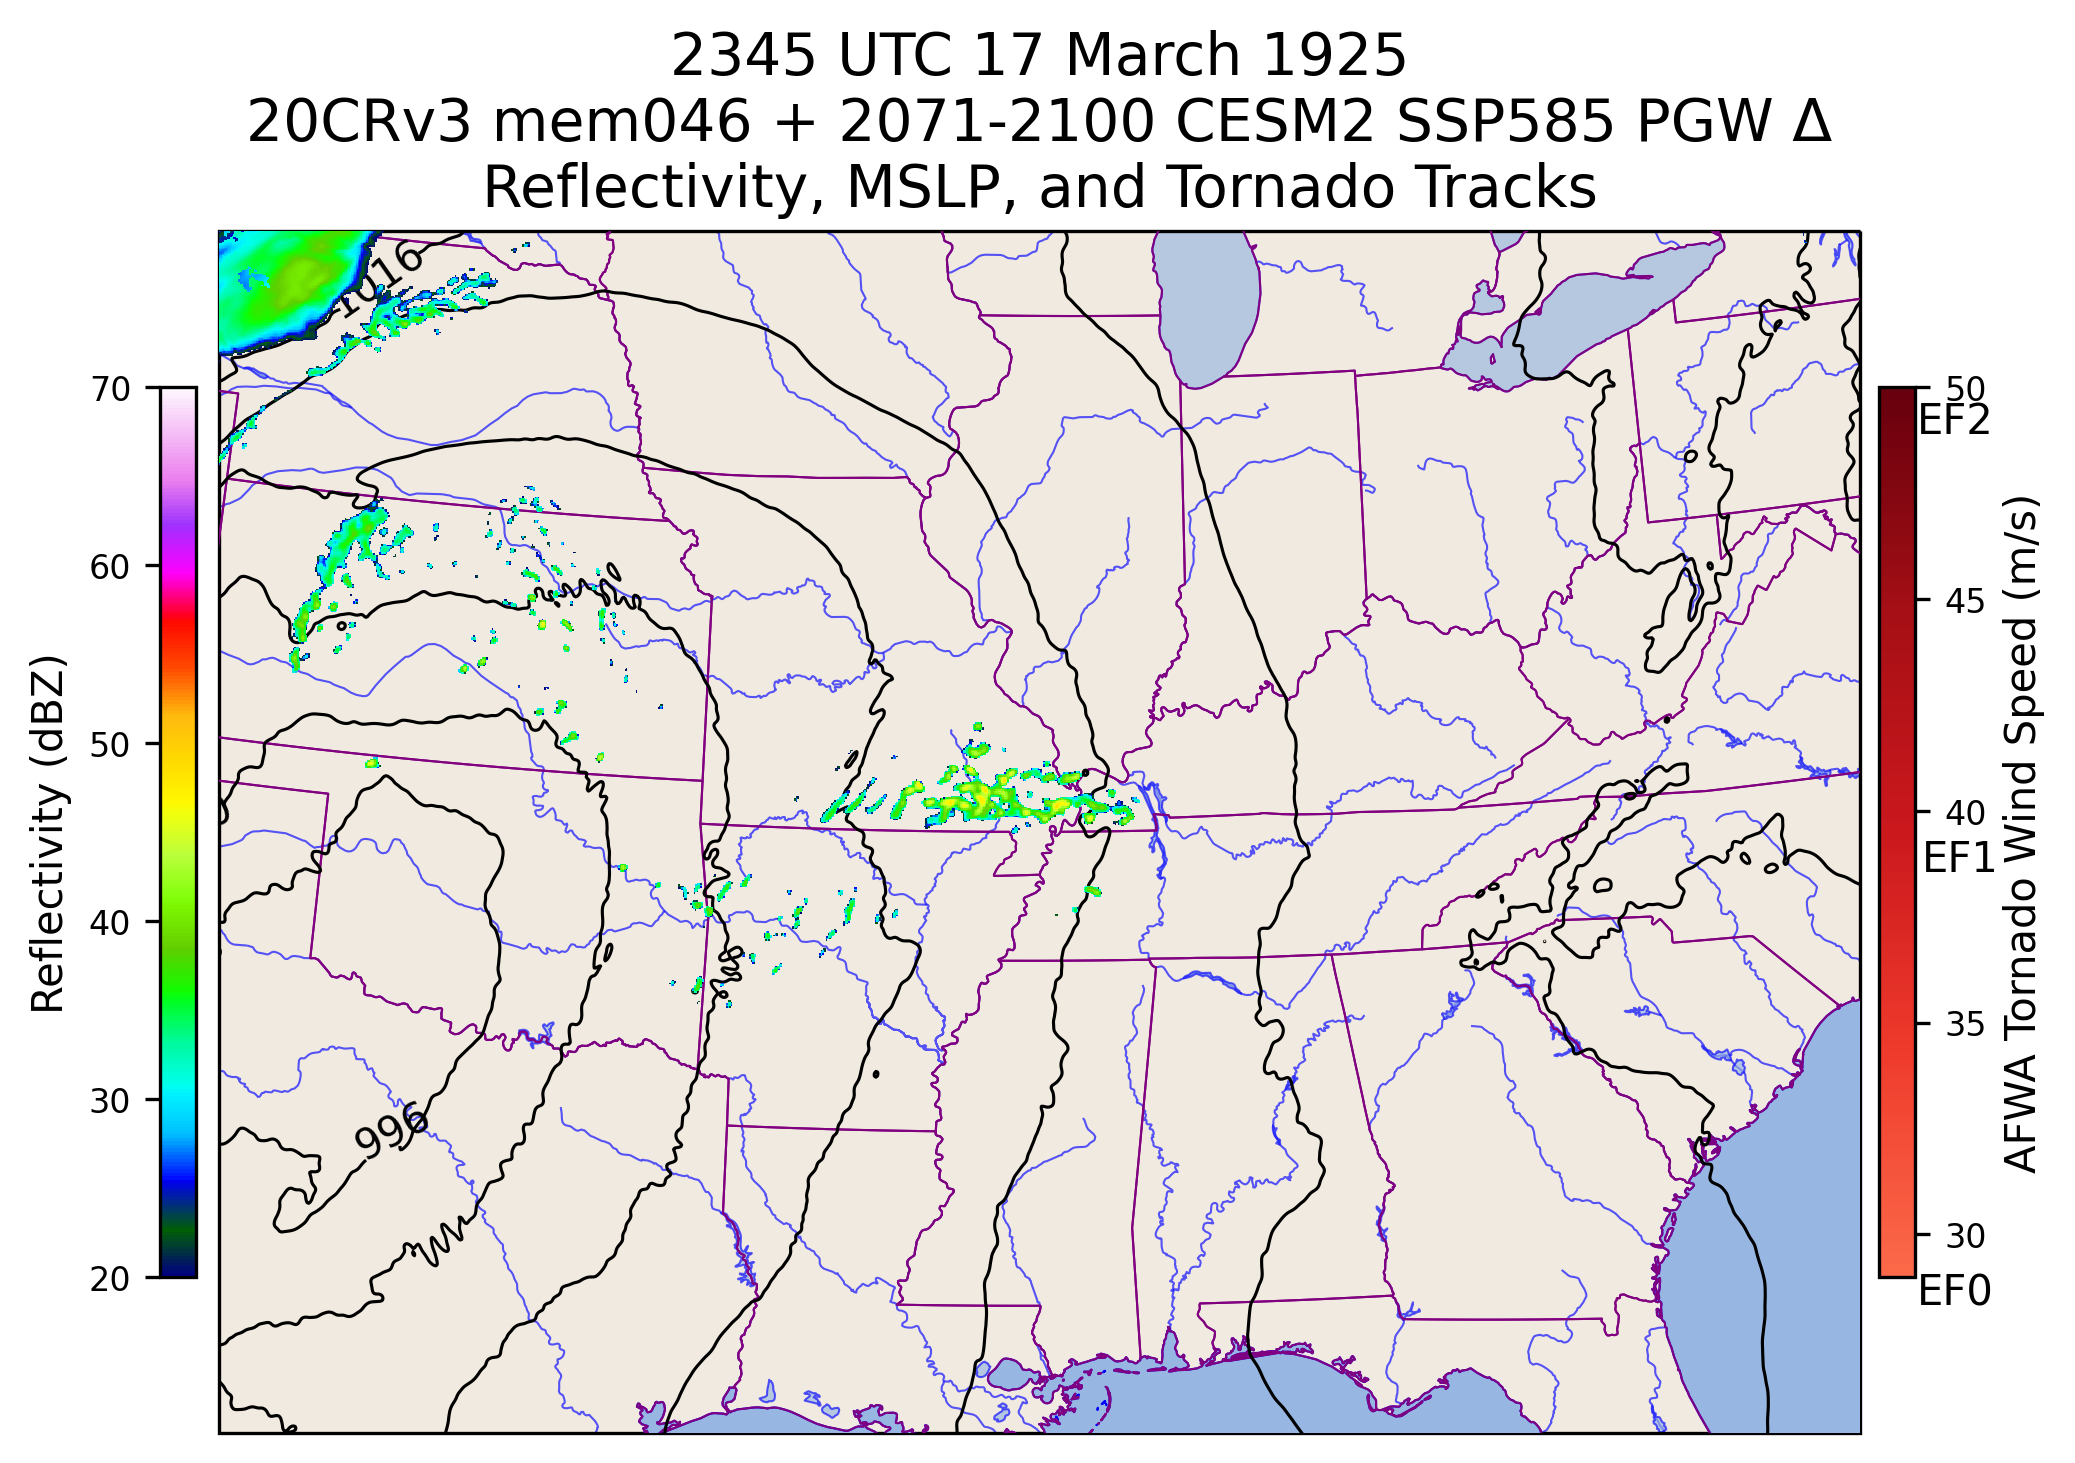 2345 UTC 17 March 1925
20CRv3 mem046 + 2071-2100 CESM2 SSP585 PGW Δ
Reflectivity, MSLP, and Tornado Tracks
1016
996
Reflectivity (dBZ)
70
60
50
40
30
20
50
EF2
45
40
EF1
35
30
EF0
AFWA Tornado Wind Speed (m/s)